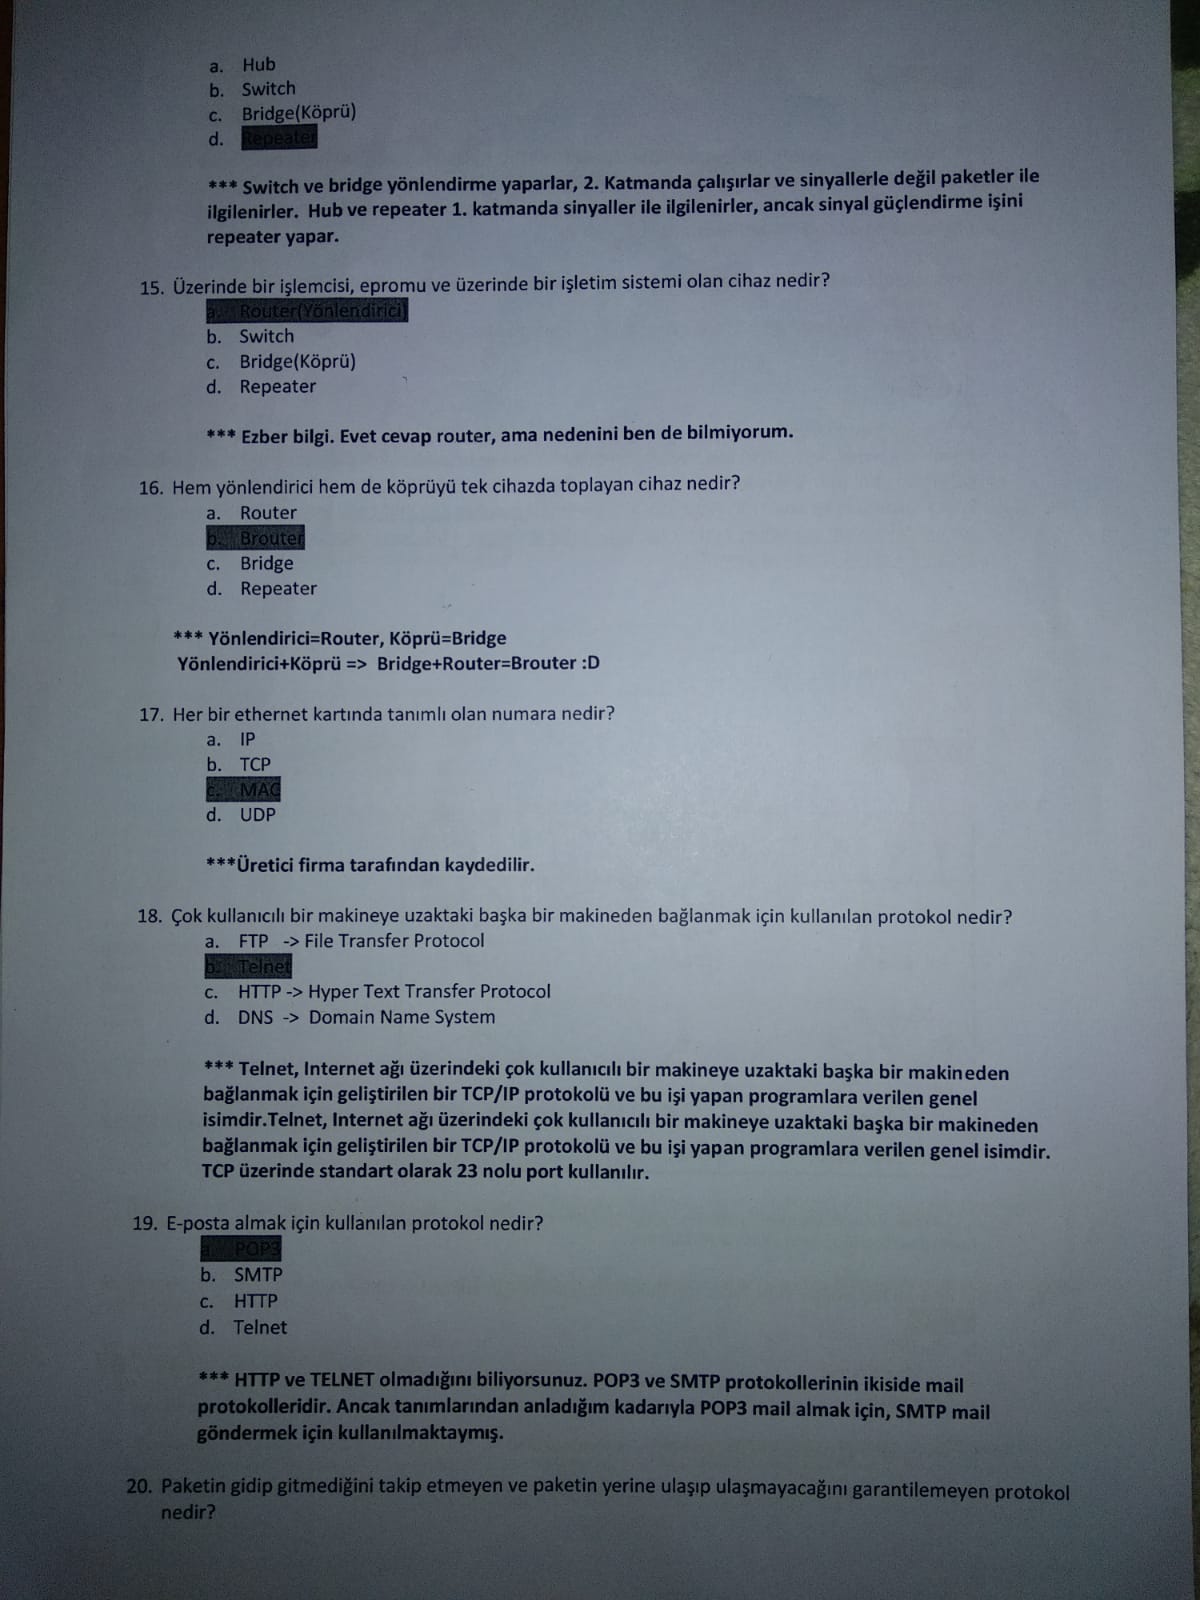 a. Hub
b. Switch
c. Bridge(Köprü)
d. Repeater
*** Switch ve bridge yönlendirme yaparlar, 2. Katmanda çalışırlar ve sinyallerle değil paketler ile
ilgilenirler. Hub ve repeater 1. katmanda sinyaller ile ilgilenirler, ancak sinyal güçlendirme işini
repeater yapar.
15. Üzerinde bir işlemcisi, epromu ve üzerinde bir işletim sistemi olan cihaz nedir?
a. Router(Yönlendirici)
b. Switch
c. Bridge(Köprü)
d. Repeater
*** Ezber bilgi. Evet cevap router, ama nedenini ben de bilmiyorum.
16. Hem yönlendirici hem de köprüyü tek cihazda toplayan cihaz nedir?
a. Router
b. Brouter
c. Bridge
d. Repeater
*** Yönlendirici=Router, Köprü=Bridge
Yönlendirici+Köprü => Bridge+Router=Brouter :D
17. Her bir ethernet kartında tanımlı olan numara nedir?
a. IP
b. TCP
c. MAC
d. UDP
***Üretici firma tarafından kaydedilir.
18. Çok kullanıcılı bir makineye uzaktaki başka bir makineden bağlanmak için kullanılan protokol nedir?
a. FTP -> File Transfer Protocol
b. Telnet
c. HTTP -> Hyper Text Transfer Protocol
d. DNS -> Domain Name System
*** Telnet, Internet ağı üzerindeki çok kullanıcılı bir makineye uzaktaki başka bir makineden
bağlanmak için geliştirilen bir TCP/IP protokolü ve bu işi yapan programlara verilen genel
isimdir.Telnet, Internet ağı üzerindeki çok kullanıcılı bir makineye uzaktaki başka bir makineden
bağlanmak için geliştirilen bir TCP/IP protokolü ve bu işi yapan programlara verilen genel isimdir.
TCP üzerinde standart olarak 23 nolu port kullanılır.
19. E-posta almak için kullanılan protokol nedir?
a. POP3
b. SMTP
c. HTTP
d. Telnet
*** HTTP ve TELNET olmadığını biliyorsunuz. POP3 ve SMTP protokollerinin ikiside mail
protokolleridir. Ancak tanımlarından anladığım kadarıyla POP3 mail almak için, SMTP mail
göndermek için kullanılmaktaymış.
20. Paketin gidip gitmediğini takip etmeyen ve paketin yerine ulaşıp ulaşmayacağını garantilemeyen protokol
nedir?